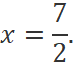 x = 7/2.